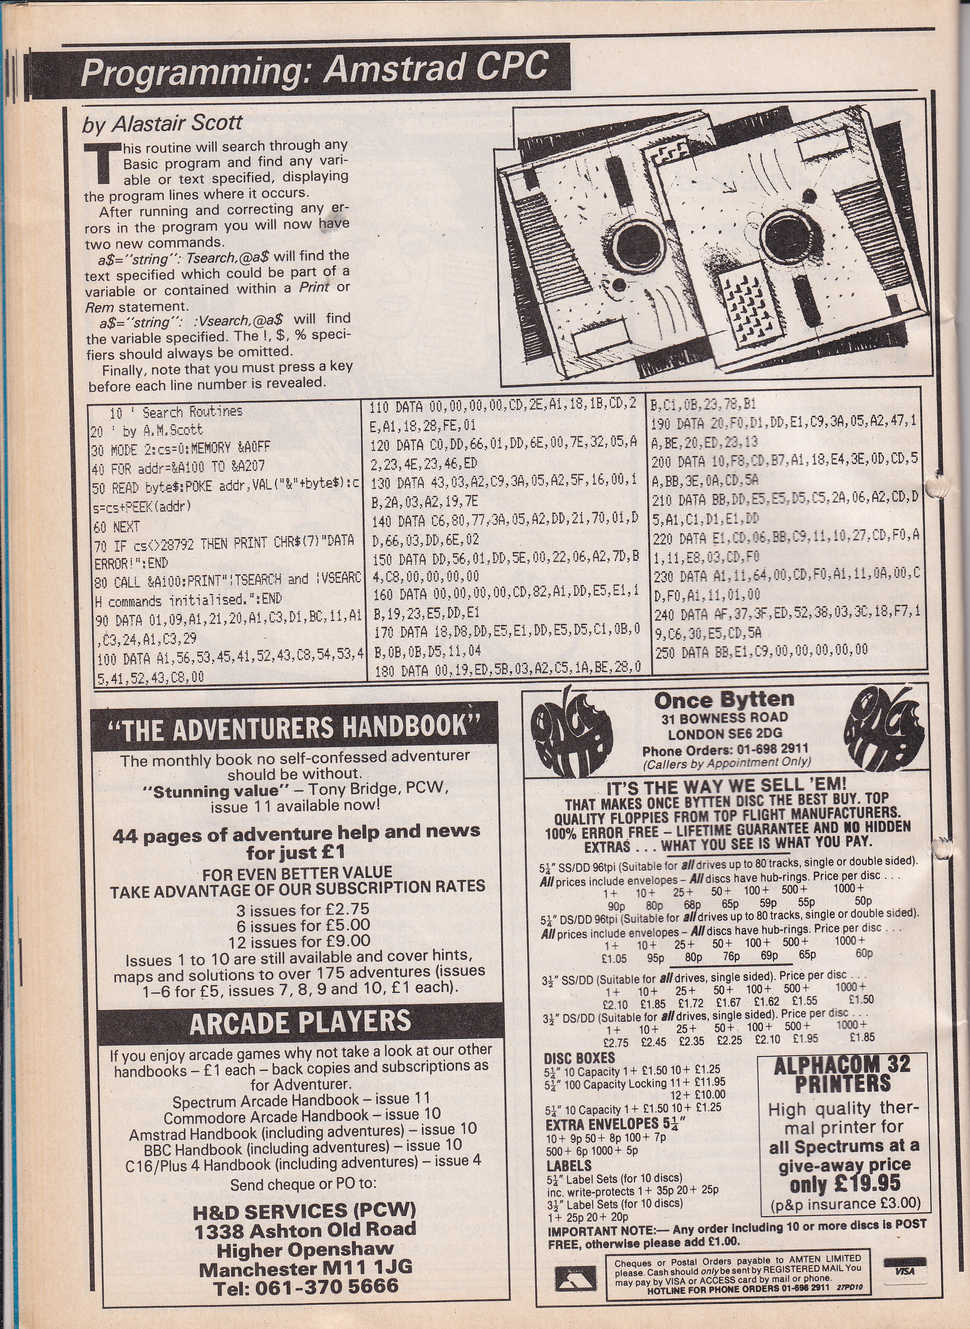 Programming: Amstrad CPC
by Alastair Scott
This routine will search through any
Basic program and find any vari-
able or text specified, displaying
the program lines where it occurs.
After running and correcting any er-
rors in the program you will now have
two new commands.
a$="string": Tsearch,@a$ will find the
text specified which could be part of a
variable or contained within a Print or
Rem statement.
a$="string": :Vsearch,@a$ will find
the variable specified. The !, $, % speci-
fiers should always be omitted.
Finally, note that you must press a key
before each line number is revealed.
10 ' Search Routines
20 ' by A.M.Scott
30 MODE 2:cs=0:MEMORY &A0FF
40 FOR addr=&A100 TO &A207
50 READ byte$:POKE addr,VAL("&"+byte$):c
s=cs+PEEK(addr)
60 NEXT
70 IF cs<>28792 THEN PRINT CHR$(7)"DATA
ERROR!":END
80 CALL &A100:PRINT"|TSEARCH and |VSEARC
H commands initialised.":END
90 DATA 01,09,A1,21,20,A1,C3,D1,BC,11,A1
,C3,24,A1,C3,29
100 DATA A1,56,53,45,41,52,43,C8,54,53,4
5,41,52,43,C8,00
110 DATA 00,00,00,00,CD,2E,A1,18,1B,CD,2
E,A1,18,28,FE,01
120 DATA C0,DD,66,01,DD,6E,00,7E,32,05,A
2,23,4E,23,46,ED
130 DATA 43,03,A2,C9,3A,05,A2,5F,16,00,1
B,2A,03,A2,19,7E
140 DATA C6,80,77,3A,05,A2,DD,21,70,01,D
D,66,03,DD,6E,02
150 DATA DD,56,01,DD,5E,00,22,06,A2,7D,B
4,C8,00,00,00,00
160 DATA 00,00,00,00,CD,82,A1,DD,E5,E1,1
B,19,23,E5,DD,E1
170 DATA 18,D8,DD,E5,E1,DD,E5,D5,C1,0B,0
B,0B,0B,D5,11,04
180 DATA 00,19,ED,5B,03,A2,C5,1A,BE,28,0
B,C1,0B,23,78,B1
190 DATA 20,F0,D1,DD,E1,C9,3A,05,A2,47,1
A,BE,20,ED,23,13
200 DATA 10,F8,CD,B7,A1,18,E4,3E,0D,CD,5
A,BB,3E,0A,CD,5A
210 DATA BB,DD,E5,E5,D5,C5,2A,06,A2,CD,D
5,A1,C1,D1,E1,DD
220 DATA E1,CD,06,BB,C9,11,10,27,CD,F0,A
1,11,E8,03,CD,F0
230 DATA A1,11,64,00,CD,F0,A1,11,0A,00,C
D,F0,A1,11,01,00
240 DATA AF,37,3F,ED,52,38,03,3C,18,F7,1
9,C6,30,E5,CD,5A
250 DATA BB,E1,C9,00,00,00,00,00
"THE ADVENTURERS HANDBOOK"
The monthly book no self-confessed adventurer
should be without.
"Stunning value" – Tony Bridge, PCW,
issue 11 available now!
44 pages of adventure help and news
for just £1
FOR EVEN BETTER VALUE
TAKE ADVANTAGE OF OUR SUBSCRIPTION RATES
3 issues for £2.75
6 issues for £5.00
12 issues for £9.00
Issues 1 to 10 are still available and cover hints,
maps and solutions to over 175 adventures (issues
1–6 for £5, issues 7, 8, 9 and 10, £1 each).
ARCADE PLAYERS
If you enjoy arcade games why not take a look at our other
handbooks – £1 each – back copies and subscriptions as
for Adventurer.
Spectrum Arcade Handbook – issue 11
Commodore Arcade Handbook – issue 10
Amstrad Handbook (including adventures) – issue 10
BBC Handbook (including adventures) – issue 10
C16/Plus 4 Handbook (including adventures) – issue 4
Send cheque or PO to:
H&D SERVICES (PCW)
1338 Ashton Old Road
Higher Openshaw
Manchester M11 1JG
Tel: 061-370 5666
ONCE BYTTEN
Once Bytten
31 BOWNESS ROAD
LONDON SE6 2DG
Phone Orders: 01-698 2911
(Callers by Appointment Only)
ONCE BYTTEN
IT'S THE WAY WE SELL 'EM!
THAT MAKES ONCE BYTTEN DISC THE BEST BUY. TOP
QUALITY FLOPPIES FROM TOP FLIGHT MANUFACTURERS.
100% ERROR FREE – LIFETIME GUARANTEE AND NO HIDDEN
EXTRAS . . . WHAT YOU SEE IS WHAT YOU PAY.
5¼" SS/DD 96tpi (Suitable for all drives up to 80 tracks, single or double sided).
All prices include envelopes – All discs have hub-rings. Price per disc . . .
1+ 10+ 25+ 50+ 100+ 500+ 1000+
90p 80p 68p 65p 59p 55p 50p
5¼" DS/DD 96tpi (Suitable for all drives up to 80 tracks, single or double sided).
All prices include envelopes – All discs have hub-rings. Price per disc . . .
1+ 10+ 25+ 50+ 100+ 500+ 1000+
£1.05 95p 80p 76p 69p 65p 60p
3½" SS/DD (Suitable for all drives, single sided). Price per disc . . .
1+ 10+ 25+ 50+ 100+ 500+ 1000+
£2.10 £1.85 £1.72 £1.67 £1.62 £1.55 £1.50
3½" DS/DD (Suitable for all drives, single sided). Price per disc . . .
1+ 10+ 25+ 50+ 100+ 500+ 1000+
£2.75 £2.45 £2.35 £2.25 £2.10 £1.95 £1.85
DISC BOXES
5¼" 10 Capacity 1+ £1.50 10+ £1.25
5¼" 100 Capacity Locking 11+ £11.95
12+ £10.00
5¼" 10 Capacity 1+ £1.50 10+ £1.25
EXTRA ENVELOPES 5¼"
10+ 9p 50+ 8p 100+ 7p
500+ 6p 1000+ 5p
LABELS
5¼" Label Sets (for 10 discs)
inc. write-protects 1+ 35p 20+ 25p
3½" Label Sets (for 10 discs)
1+ 25p 20+ 20p
ALPHACOM 32
PRINTERS
High quality ther-
mal printer for
all Spectrums at a
give-away price
only £19.95
(p&p insurance £3.00)
IMPORTANT NOTE:— Any order including 10 or more discs is POST
FREE, otherwise please add £1.00.
Cheques or Postal Orders payable to AMTEN LIMITED
please. Cash should only be sent by REGISTERED MAIL You
may pay by VISA or ACCESS card by mail or phone.
HOTLINE FOR PHONE ORDERS 01-698 2911 27PD10
VISA